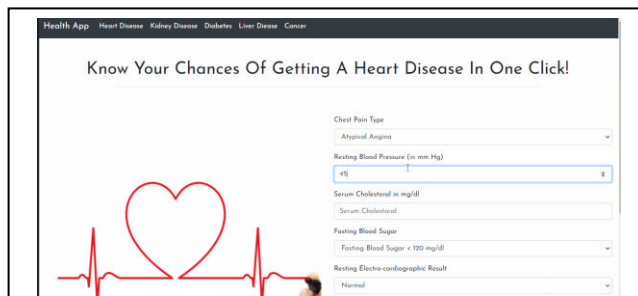 Health App Heart Disease Kidney Disease Diabetes Liver Diease Cancer
Know Your Chances Of Getting A Heart Disease In One Click!
Chest Pain Type
Atypical Angina
Resting Blood Pressure (in mm Hg)
45
Serum Cholestoral in mg/dl
Serum Cholestoral
Fasting Blood Sugar
Fasting Blood Sugar < 120 mg/dl
Resting Electro-cardiographic Result
Normal